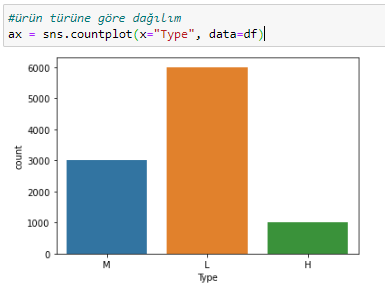 #ürün türüne göre dağılım
ax = sns.countplot(x="Type", data=df)
6000
5000
4000
3000
2000
1000
0
count
M L H
Type